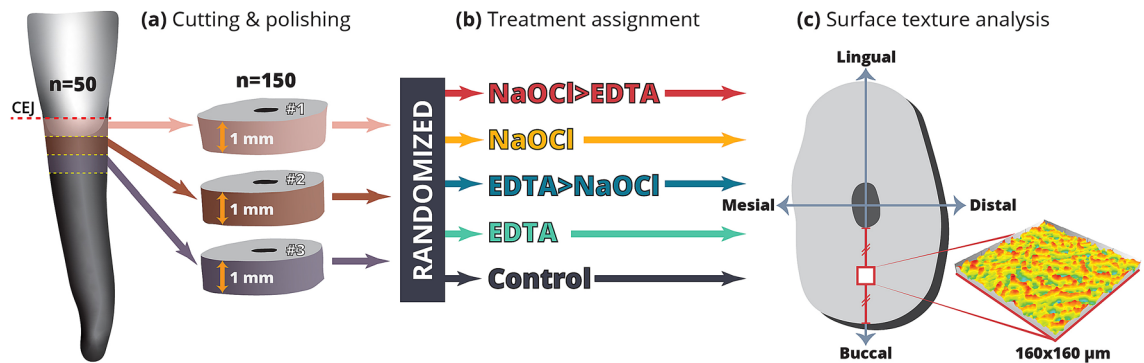 (a) Cutting & polishing
n=50
CEJ
n=150
#1
1 mm
#2
1 mm
#3
1 mm
(b) Treatment assignment
RANDOMIZED
NaOCl>EDTA
NaOCl
EDTA>NaOCl
EDTA
Control
(c) Surface texture analysis
Lingual
Mesial
Distal
Buccal
160x160 µm